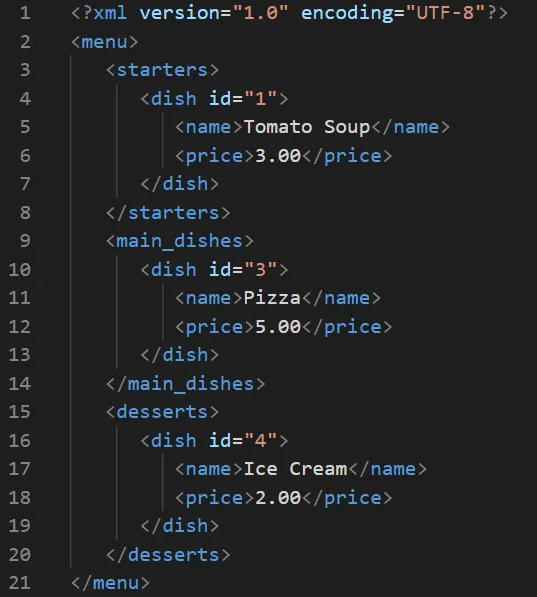 1 <?xml version="1.0" encoding="UTF-8"?>
2 <menu>
3 <starters>
4 <dish id="1">
5 <name>Tomato Soup</name>
6 <price>3.00</price>
7 </dish>
8 </starters>
9 <main_dishes>
10 <dish id="3">
11 <name>Pizza</name>
12 <price>5.00</price>
13 </dish>
14 </main_dishes>
15 <desserts>
16 <dish id="4">
17 <name>Ice Cream</name>
18 <price>2.00</price>
19 </dish>
20 </desserts>
21 </menu>